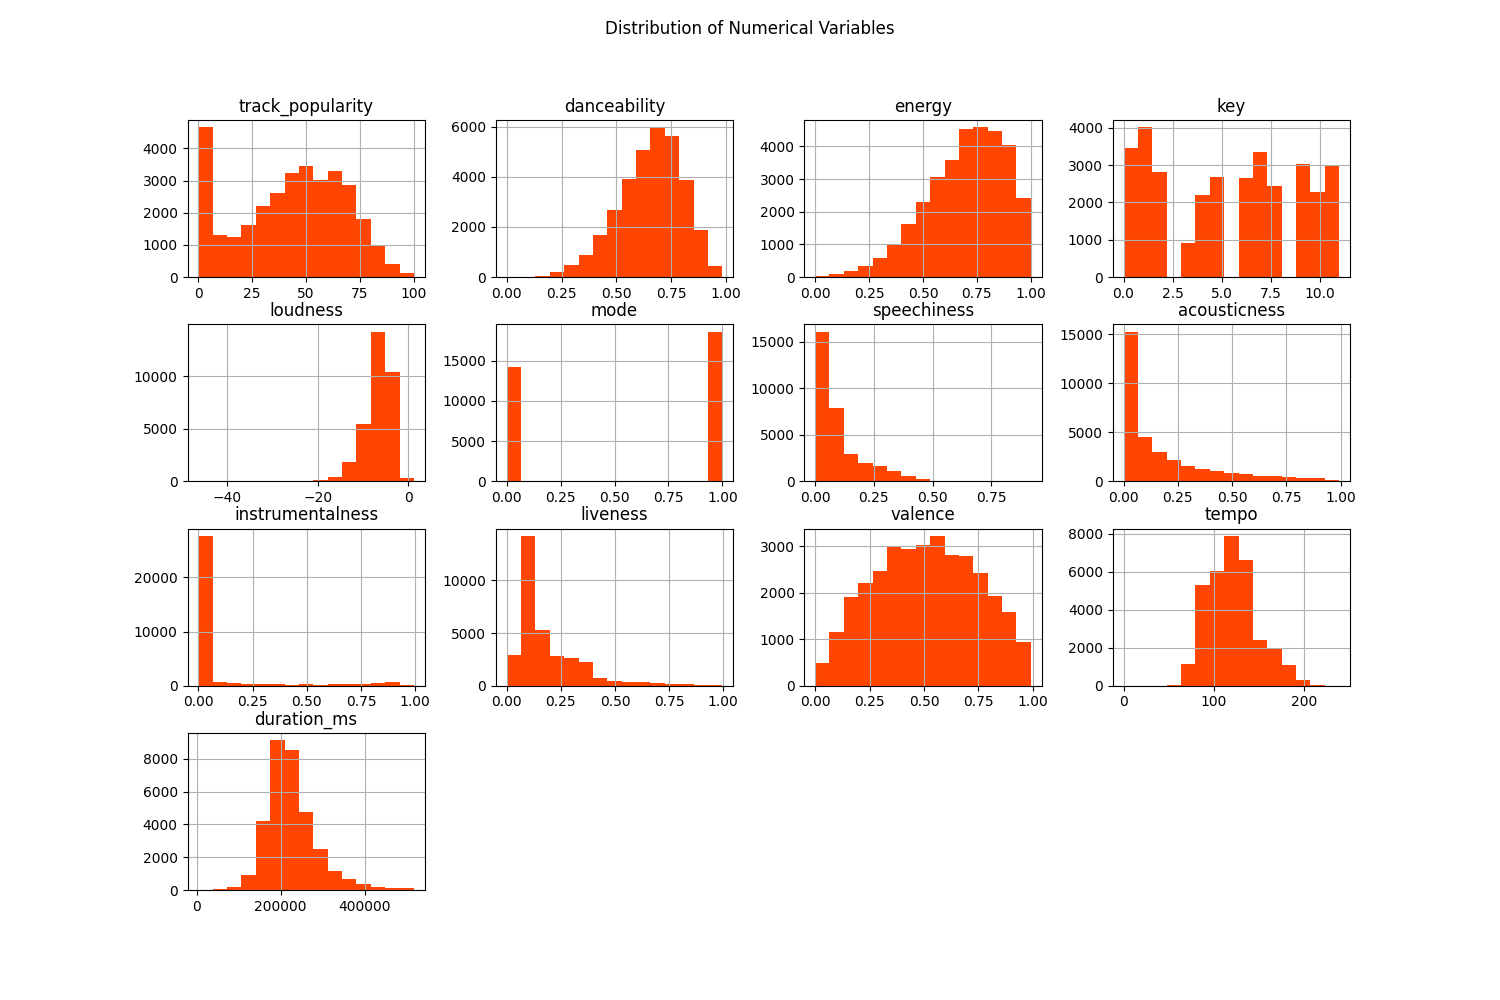 Distribution of Numerical Variables
track_popularity danceability energy key
4000 3000 2000 1000 0
0 25 50 75 100
6000 4000 2000 0
0.00 0.25 0.50 0.75 1.00
4000 3000 2000 1000 0
0.00 0.25 0.50 0.75 1.00
4000 3000 2000 1000 0
0.0 2.5 5.0 7.5 10.0
loudness mode speechiness acousticness
10000 5000 0
−40 −20 0
15000 10000 5000 0
0.00 0.25 0.50 0.75 1.00
15000 10000 5000 0
0.00 0.25 0.50 0.75
15000 10000 5000 0
0.00 0.25 0.50 0.75 1.00
instrumentalness liveness valence tempo
20000 10000 0
0.00 0.25 0.50 0.75 1.00
10000 5000 0
0.00 0.25 0.50 0.75 1.00
3000 2000 1000 0
0.00 0.25 0.50 0.75 1.00
8000 6000 4000 2000 0
0 100 200
duration_ms
8000 6000 4000 2000 0
0 200000 400000